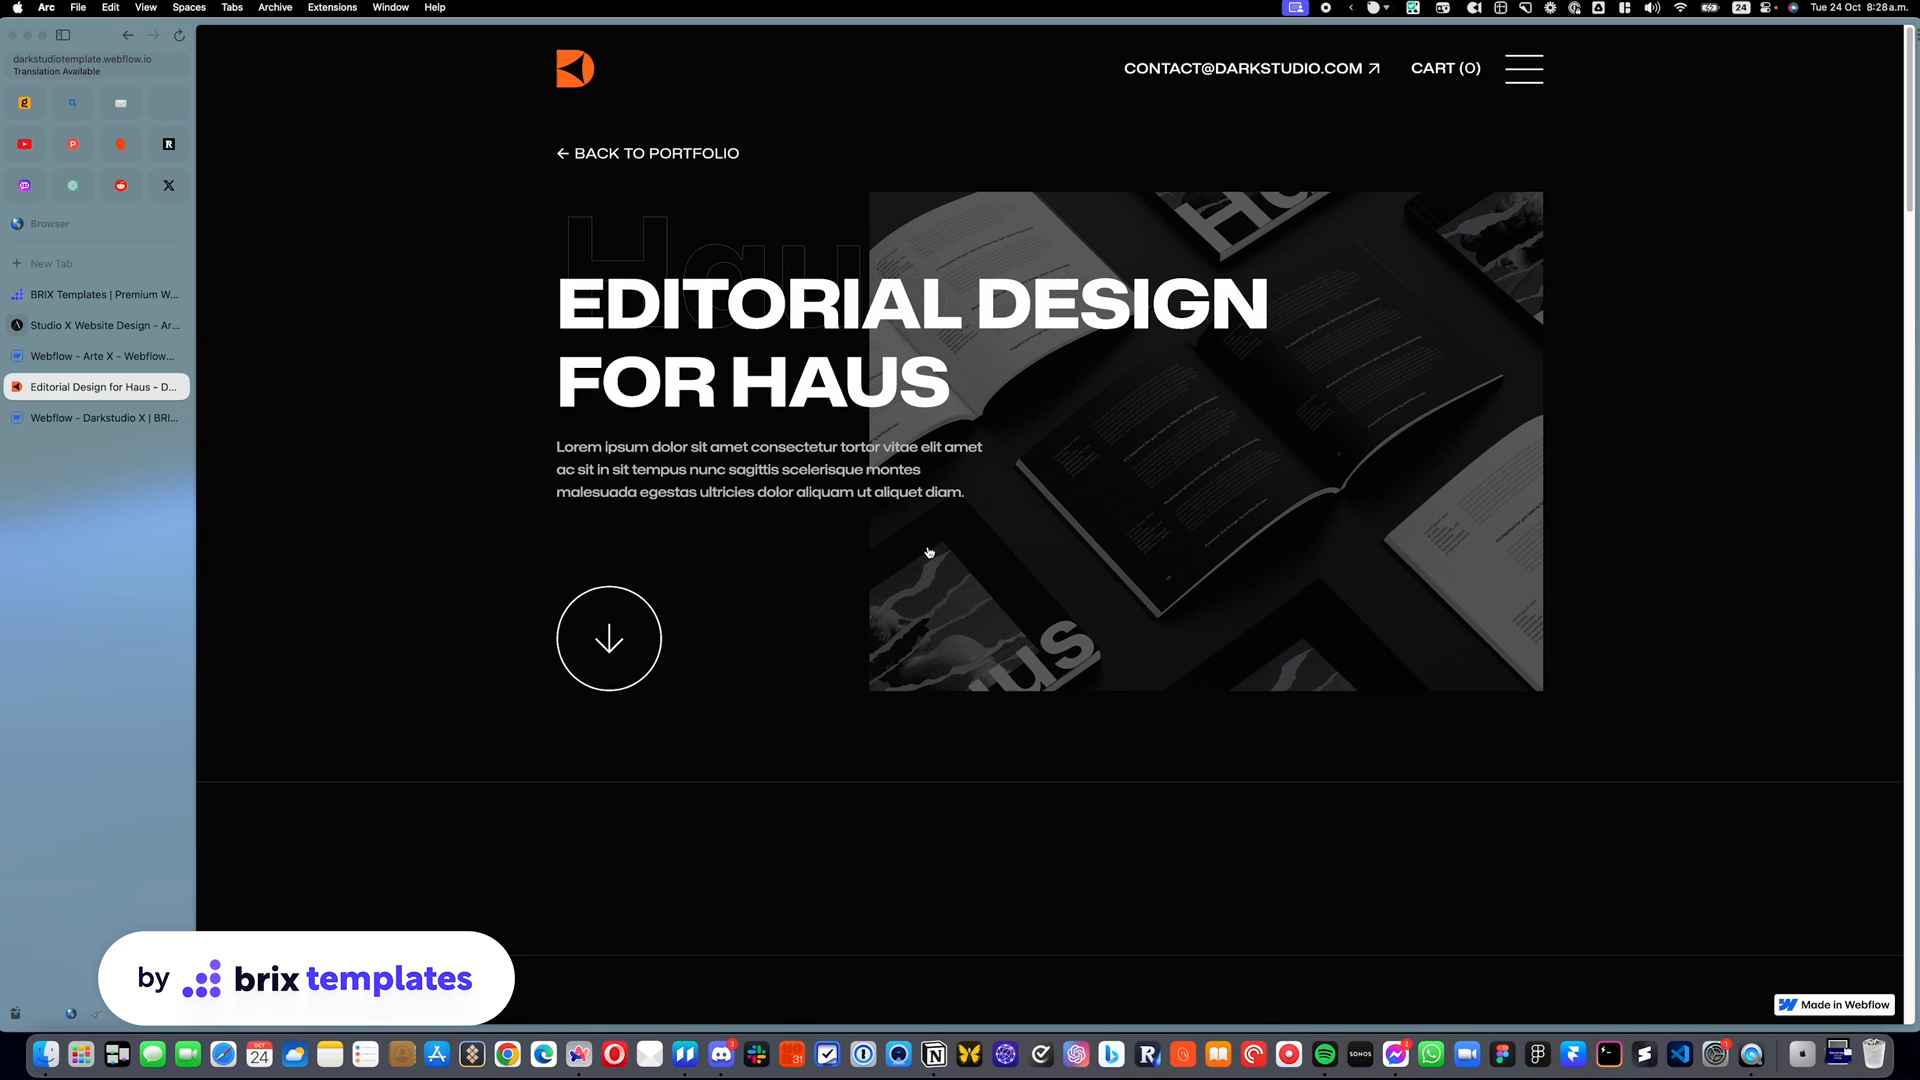 Arc File Edit View Spaces Tabs Archive Extensions Window Help
24 Tue 24 Oct 8:28 a.m.
darkstudiotemplate.webflow.io
Translation Available
Browser
New Tab
BRIX Templates | Premium W...
Studio X Website Design - Ar...
Webflow - Arte X - Webflow...
Editorial Design for Haus - D...
Webflow - Darkstudio X | BRI...
CONTACT@DARKSTUDIO.COM CART (0)
BACK TO PORTFOLIO
Haus
EDITORIAL DESIGN
FOR HAUS
Lorem ipsum dolor sit amet consectetur tortor vitae elit amet
ac sit in sit tempus nunc sagittis scelerisque montes
malesuada egestas ultricies dolor aliquam ut aliquet diam.
by brix templates
Made in Webflow